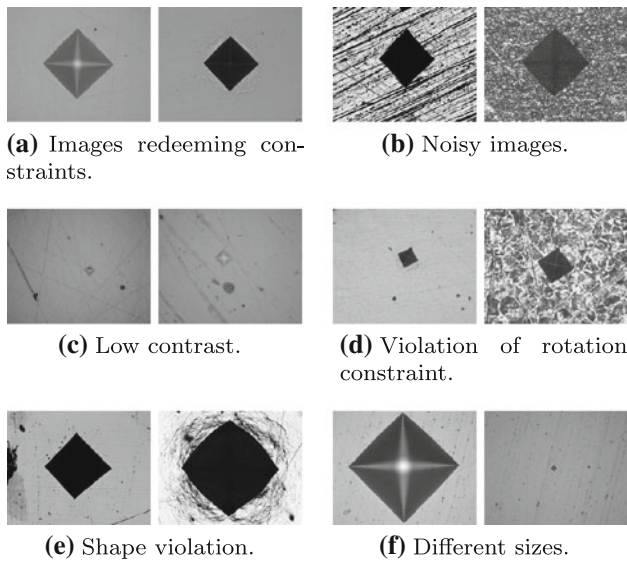 (a) Images redeeming con-
straints.
(b) Noisy images.
(c) Low contrast.
(d) Violation of rotation
constraint.
(e) Shape violation.
(f) Different sizes.